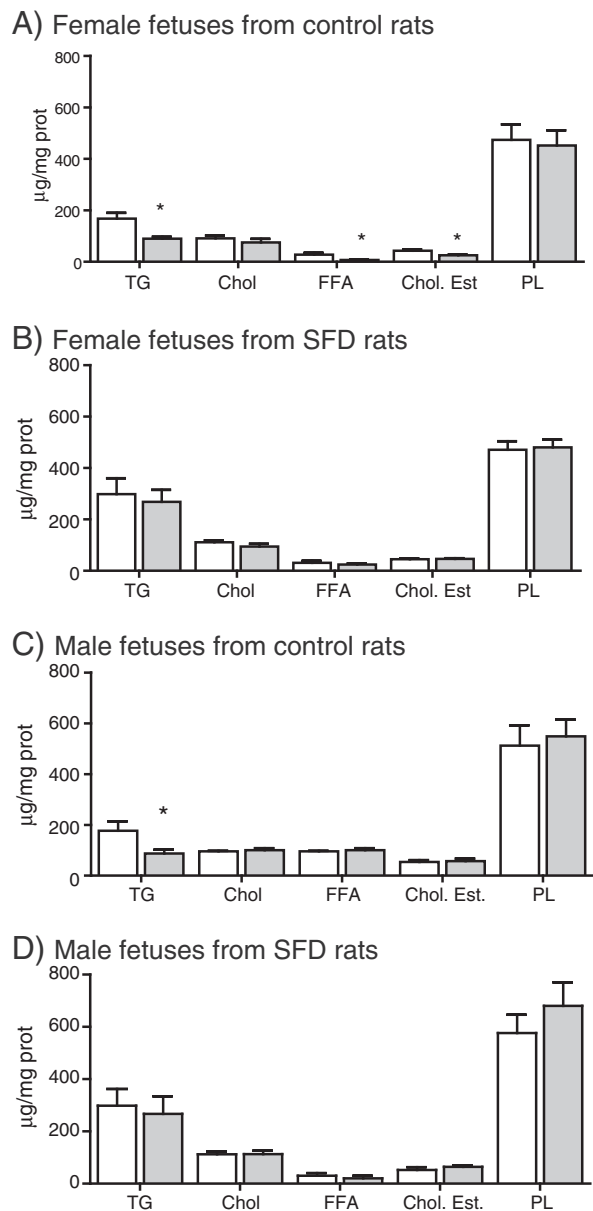 A) Female fetuses from control rats
µg/mg prot
800
600
400
200
0
*
*
*
TG Chol FFA Chol. Est PL
B) Female fetuses from SFD rats
µg/mg prot
800
600
400
200
0
TG Chol FFA Chol. Est PL
C) Male fetuses from control rats
µg/mg prot
800
600
400
200
0
*
TG Chol FFA Chol. Est. PL
D) Male fetuses from SFD rats
µg/mg prot
800
600
400
200
0
TG Chol FFA Chol. Est. PL